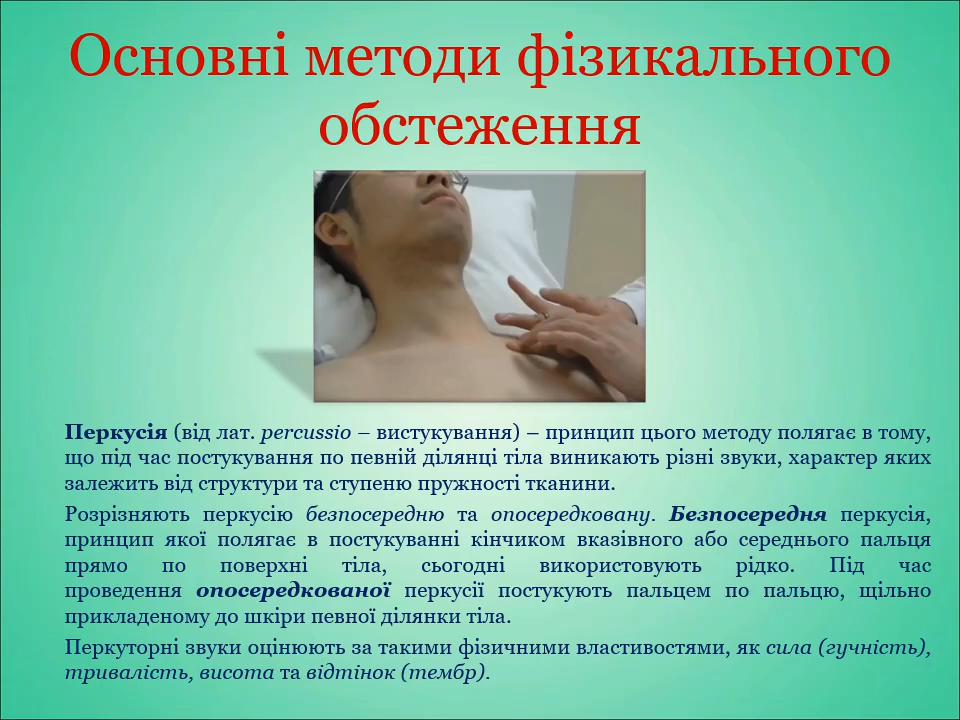 Основні методи фізикального
обстеження
Перкусія (від лат. percussio – вистукування) – принцип цього методу полягає в тому,
що під час постукування по певній ділянці тіла виникають різні звуки, характер яких
залежить від структури та ступеню пружності тканини.
Розрізняють перкусію безпосередню та опосередковану. Безпосередня перкусія,
принцип якої полягає в постукуванні кінчиком вказівного або середнього пальця
прямо по поверхні тіла, сьогодні використовують рідко. Під час
проведення опосередкованої перкусії постукують пальцем по пальцю, щільно
прикладеному до шкіри певної ділянки тіла.
Перкуторні звуки оцінюють за такими фізичними властивостями, як сила (гучність),
тривалість, висота та відтінок (тембр).